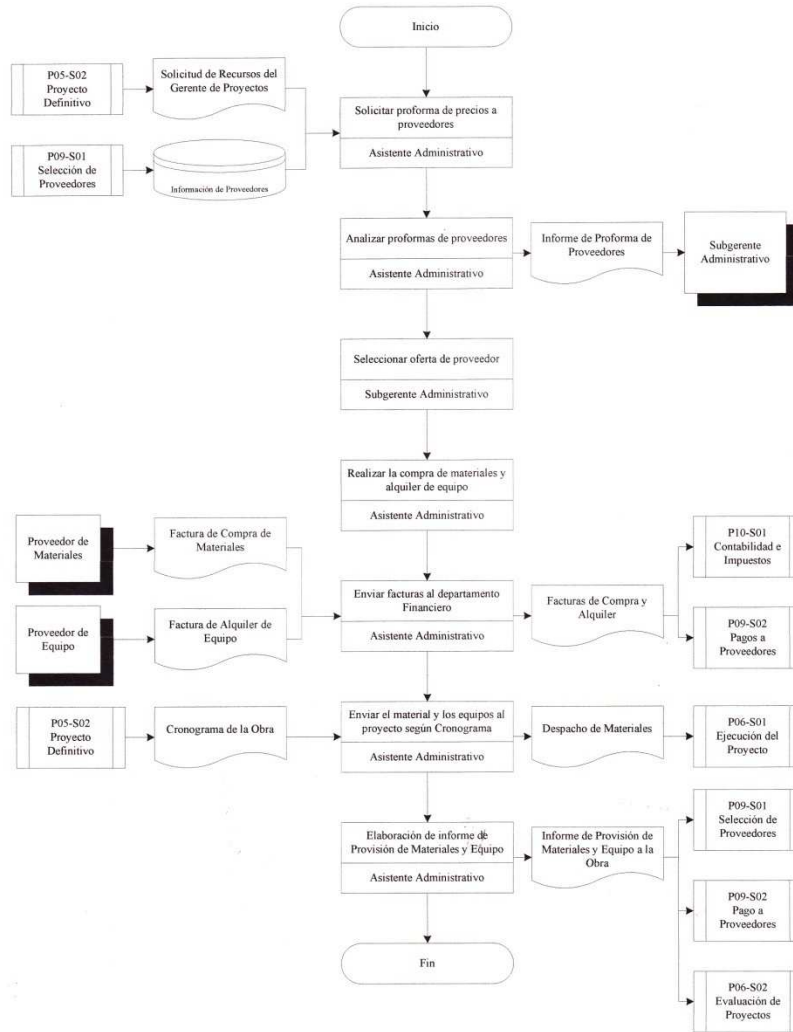 Inicio
P05-S02
Proyecto
Definitivo
Solicitud de Recursos del
Gerente de Proyectos
Solicitar proforma de precios a
proveedores
Asistente Administrativo
P09-S01
Selección de
Proveedores
Información de Proveedores
Analizar proformas de proveedores
Asistente Administrativo
Informe de Proforma de
Proveedores
Subgerente
Administrativo
Seleccionar oferta de proveedor
Subgerente Administrativo
Realizar la compra de materiales y
alquiler de equipo
Asistente Administrativo
Proveedor de
Materiales
Factura de Compra de
Materiales
P10-S01
Contabilidad e
Impuestos
Enviar facturas al departamento
Financiero
Asistente Administrativo
Facturas de Compra y
Alquiler
Proveedor de
Equipo
Factura de Alquiler de
Equipo
P09-S02
Pagos a
Proveedores
P05-S02
Proyecto
Definitivo
Cronograma de la Obra
Enviar el material y los equipos al
proyecto según Cronograma
Asistente Administrativo
Despacho de Materiales
P06-S01
Ejecución del
Proyecto
Elaboración de informe de
Provisión de Materiales y Equipo
Asistente Administrativo
Informe de Provisión de
Materiales y Equipo a la
Obra
P09-S01
Selección de
Proveedores
P09-S02
Pago a
Proveedores
Fin
P06-S02
Evaluación de
Proyectos